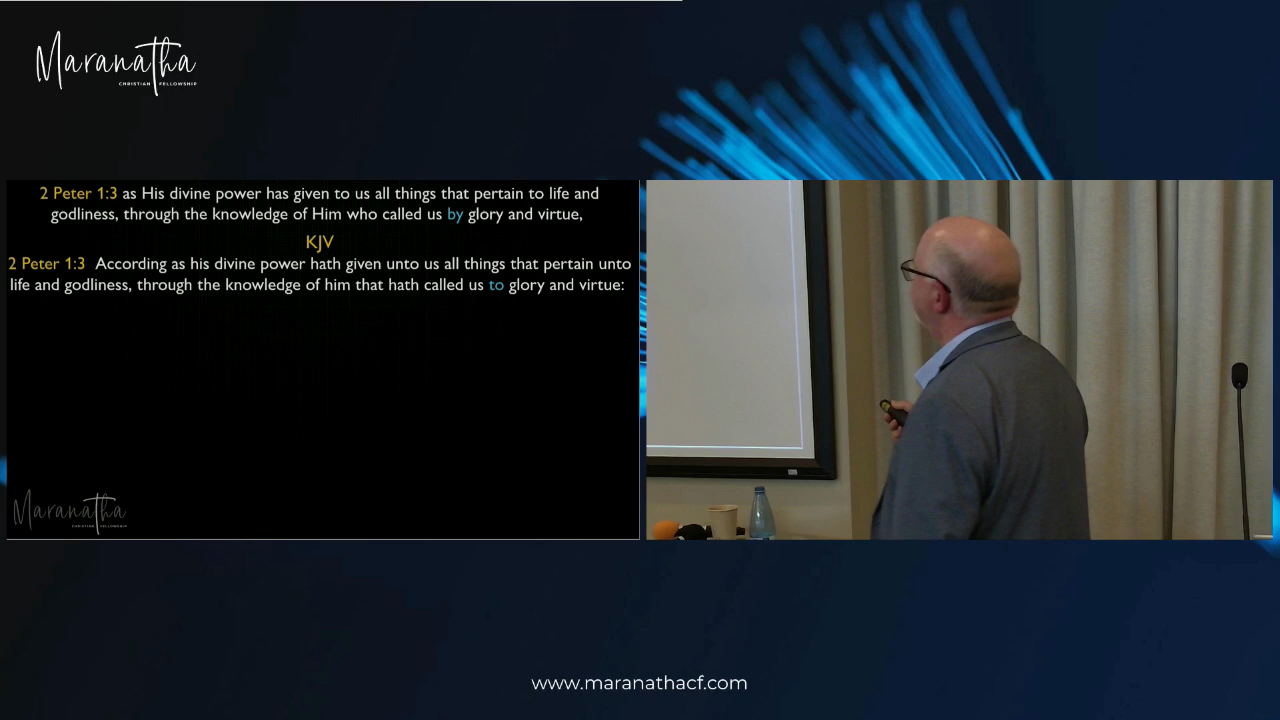 Maranatha
CHRISTIAN FELLOWSHIP
2 Peter 1:3 as His divine power has given to us all things that pertain to life and
godliness, through the knowledge of Him who called us by glory and virtue,
KJV
2 Peter 1:3 According as his divine power hath given unto us all things that pertain unto
life and godliness, through the knowledge of him that hath called us to glory and virtue:
Maranatha
CHRISTIAN FELLOWSHIP
www.maranathacf.com